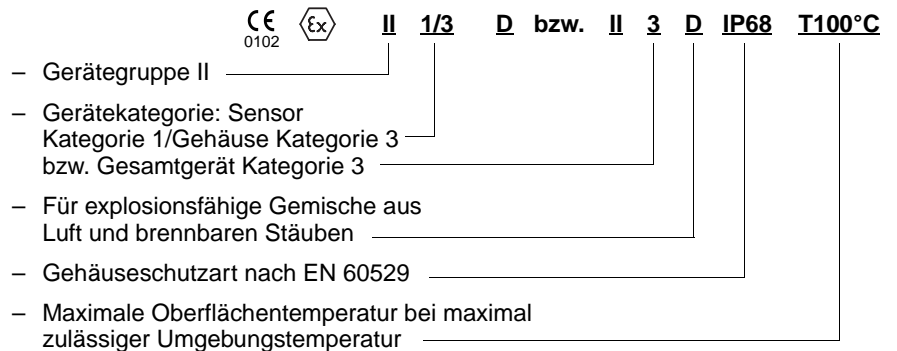 CE 0102 Ex II 1/3 D bzw. II 3 D IP68 T100°C
– Gerätegruppe II
– Gerätekategorie: Sensor
Kategorie 1/Gehäuse Kategorie 3
bzw. Gesamtgerät Kategorie 3
– Für explosionsfähige Gemische aus
Luft und brennbaren Stäuben
– Gehäuseschutzart nach EN 60529
– Maximale Oberflächentemperatur bei maximal
zulässiger Umgebungstemperatur